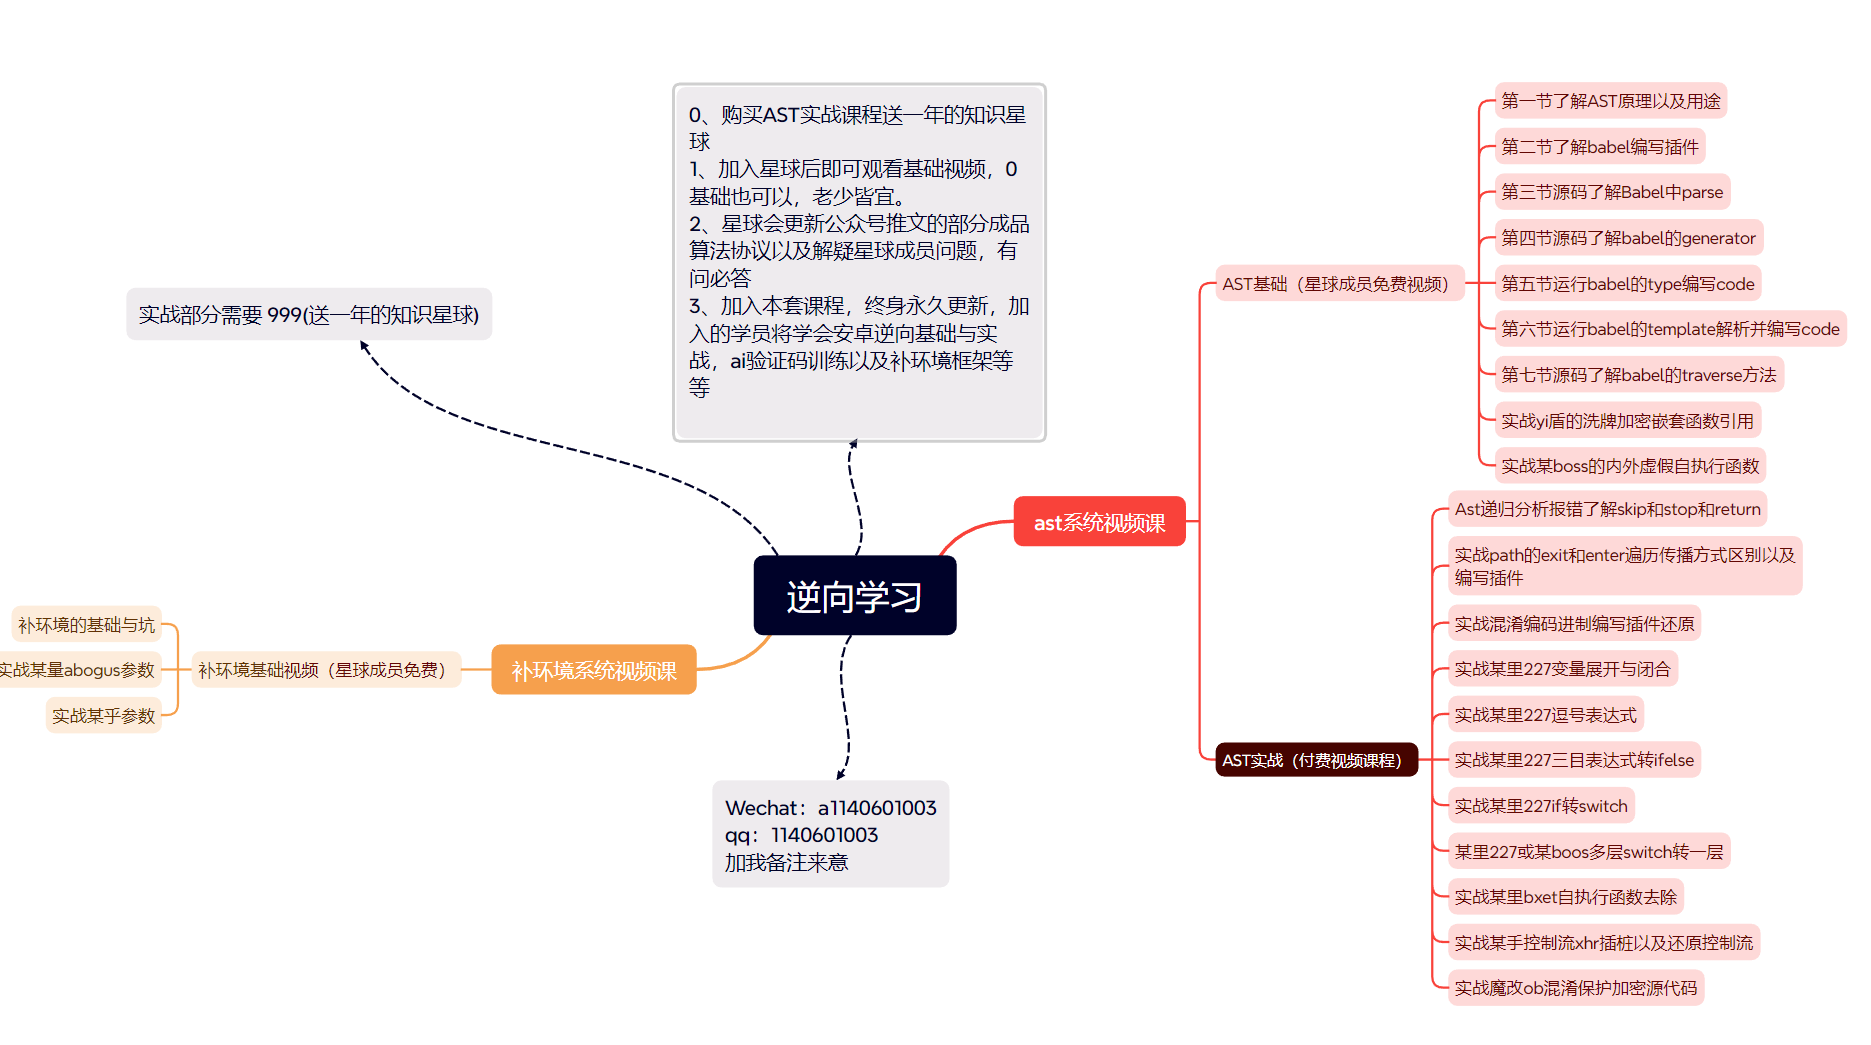 0、购买AST实战课程送一年的知识星
球
1、加入星球后即可观看基础视频，0
基础也可以，老少皆宜。
2、星球会更新公众号推文的部分成品
算法协议以及解疑星球成员问题，有
问必答
3、加入本套课程，终身永久更新，加
入的学员将学会安卓逆向基础与实
战，ai验证码训练以及补环境框架等
等
实战部分需要 999(送一年的知识星球)
逆向学习
ast系统视频课
AST基础（星球成员免费视频）
第一节了解AST原理以及用途
第二节了解babel编写插件
第三节源码了解Babel中parse
第四节源码了解babel的generator
第五节运行babel的type编写code
第六节运行babel的template解析并编写code
第七节源码了解babel的traverse方法
实战yi盾的洗牌加密嵌套函数引用
实战某boss的内外虚假自执行函数
AST实战（付费视频课程）
Ast递归分析报错了解skip和stop和return
实战path的exit和enter遍历传播方式区别以及
编写插件
实战混淆编码进制编写插件还原
实战某里227变量展开与闭合
实战某里227逗号表达式
实战某里227三目表达式转ifelse
实战某里227if转switch
某里227或某boos多层switch转一层
实战某里bxet自执行函数去除
实战某手控制流xhr插桩以及还原控制流
实战魔改ob混淆保护加密源代码
补环境系统视频课
补环境基础视频（星球成员免费）
补环境的基础与坑
实战某量abogus参数
实战某乎参数
Wechat：a1140601003
qq：1140601003
加我备注来意